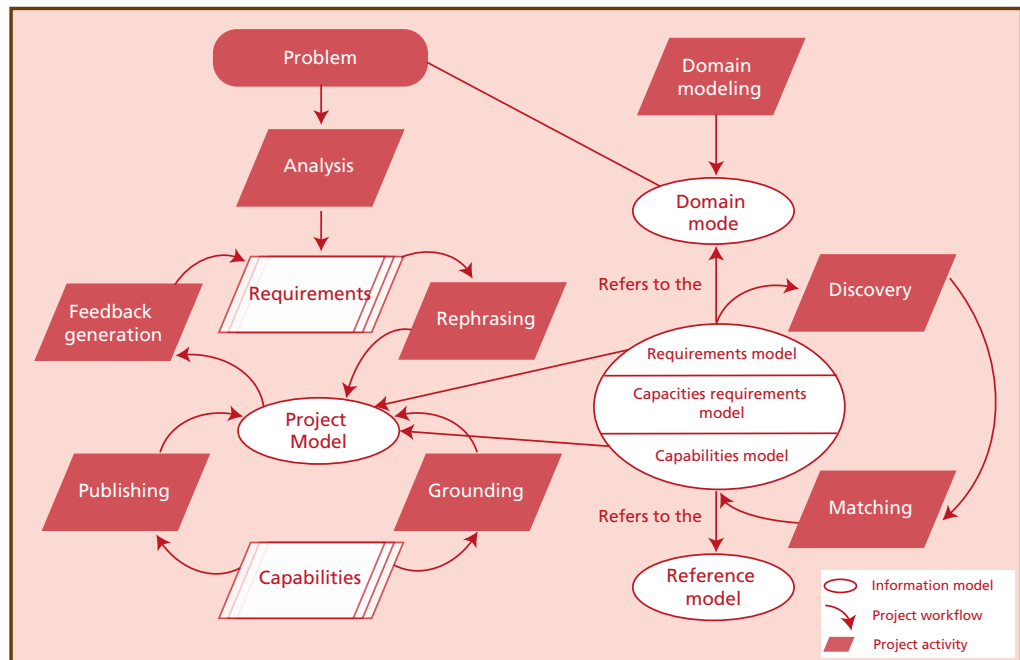 Problem
Domain
modeling
Analysis
Domain
mode
Requirements
Refers to the
Discovery
Feedback
generation
Rephrasing
Requirements model
Capacities requirements
model
Capabilities model
Project
Model
Publishing
Grounding
Matching
Refers to the
Capabilities
Reference
model
Information model
Project workflow
Project activity